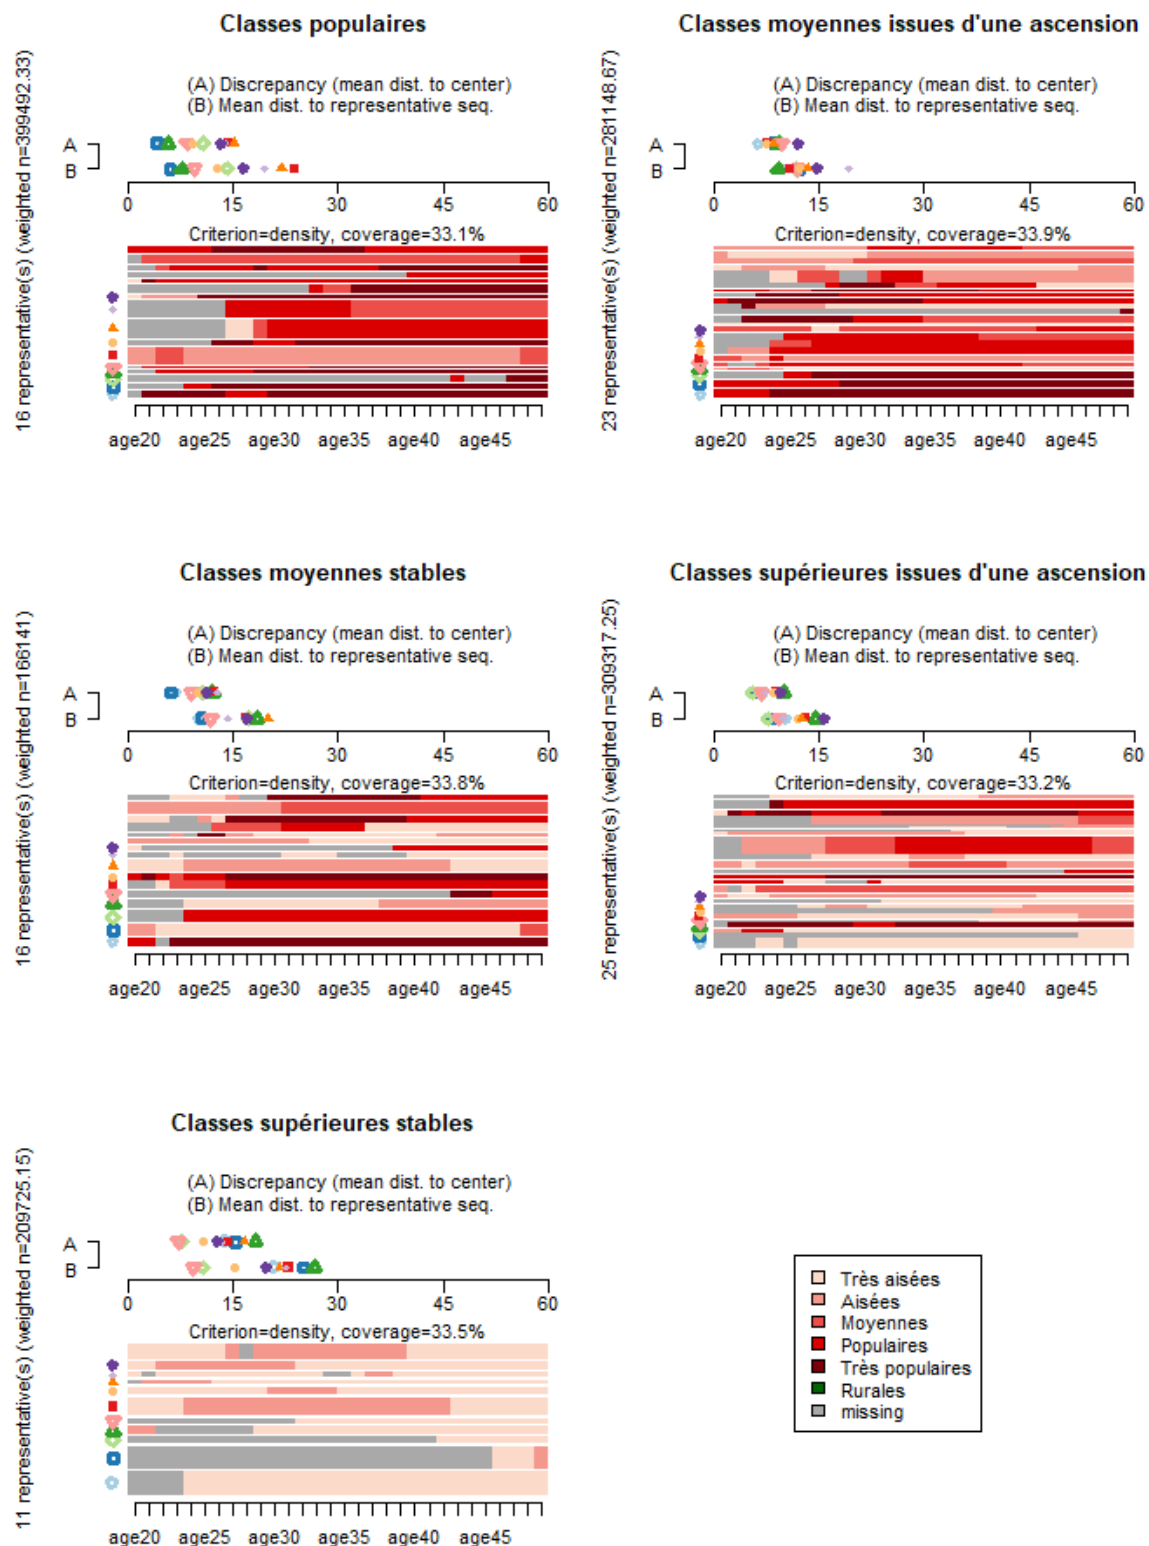 Classes populaires
16 representative(s) (weighted n=399492.33)
(A) Discrepancy (mean dist. to center)
(B) Mean dist. to representative seq.
A
B
0 15 30 45 60
Criterion=density, coverage=33.1%
age20 age25 age30 age35 age40 age45
Classes moyennes issues d'une ascension
23 representative(s) (weighted n=281148.67)
(A) Discrepancy (mean dist. to center)
(B) Mean dist. to representative seq.
A
B
0 15 30 45 60
Criterion=density, coverage=33.9%
age20 age25 age30 age35 age40 age45
Classes moyennes stables
16 representative(s) (weighted n=166141)
(A) Discrepancy (mean dist. to center)
(B) Mean dist. to representative seq.
A
B
0 15 30 45 60
Criterion=density, coverage=33.8%
age20 age25 age30 age35 age40 age45
Classes supérieures issues d'une ascension
25 representative(s) (weighted n=309317.25)
(A) Discrepancy (mean dist. to center)
(B) Mean dist. to representative seq.
A
B
0 15 30 45 60
Criterion=density, coverage=33.2%
age20 age25 age30 age35 age40 age45
Classes supérieures stables
11 representative(s) (weighted n=209725.15)
(A) Discrepancy (mean dist. to center)
(B) Mean dist. to representative seq.
A
B
0 15 30 45 60
Criterion=density, coverage=33.5%
age20 age25 age30 age35 age40 age45
Très aisées
Aisées
Moyennes
Populaires
Très populaires
Rurales
missing